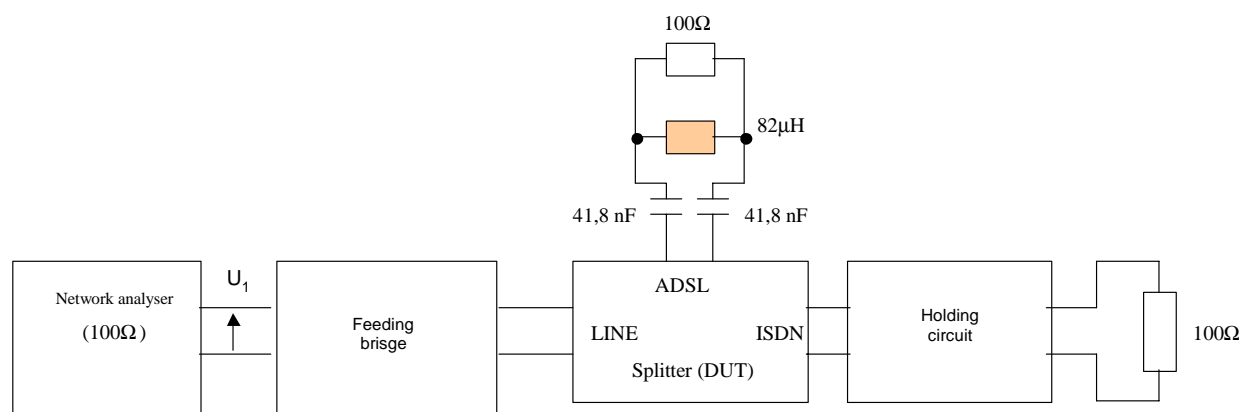 100Ω
82µH
41,8 nF
41,8 nF
U1
ADSL
Network analyser
(100Ω)
Feeding
brisge
LINE
ISDN
Splitter (DUT)
Holding
circuit
100Ω